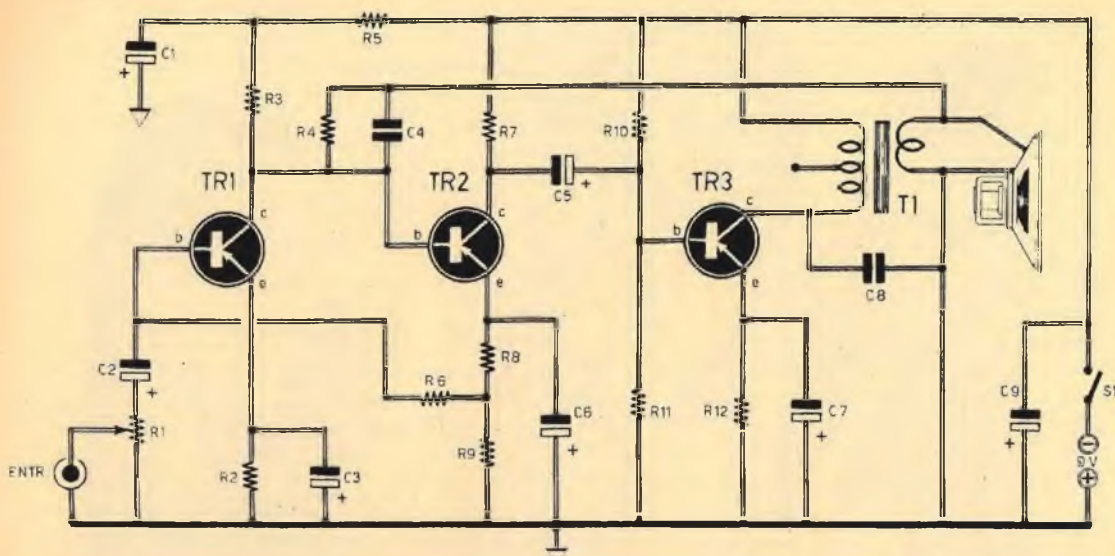 C1
+
R5
R3
R4
C4
R7
R10
TR1
TR2
TR3
C5
+
T1
c
b
e
c
b
e
c
b
e
C8
C2
+
R1
R6
R8
R9
C6
+
R11
R12
C7
+
C9
+
S1
9V
−
+
ENTR
R2
C3
+